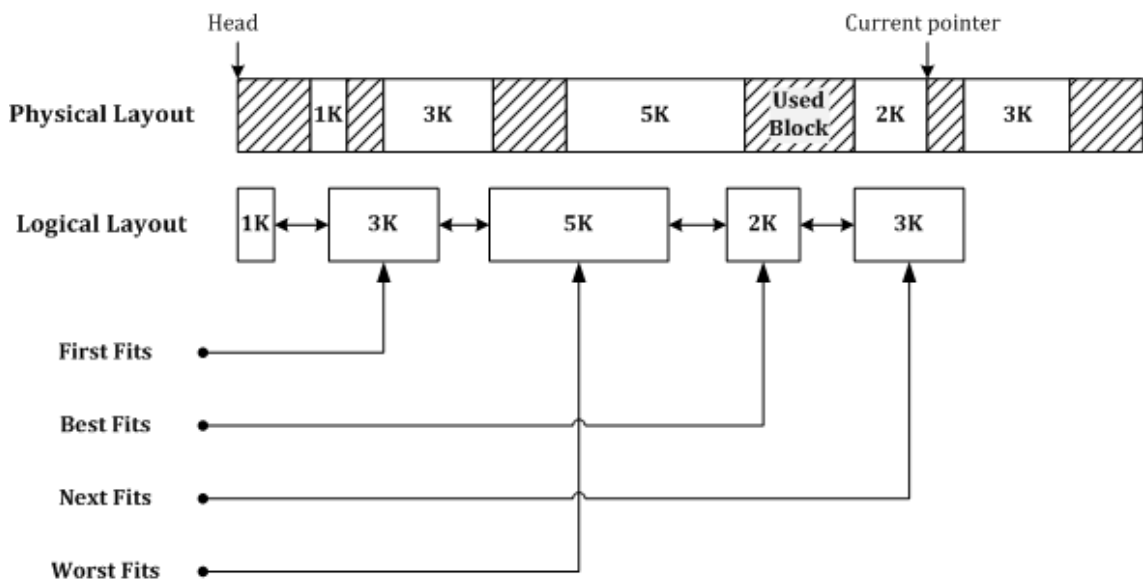 Head
Current pointer
Physical Layout
1K
3K
5K
Used
Block
2K
3K
Logical Layout
1K
3K
5K
2K
3K
First Fits
Best Fits
Next Fits
Worst Fits